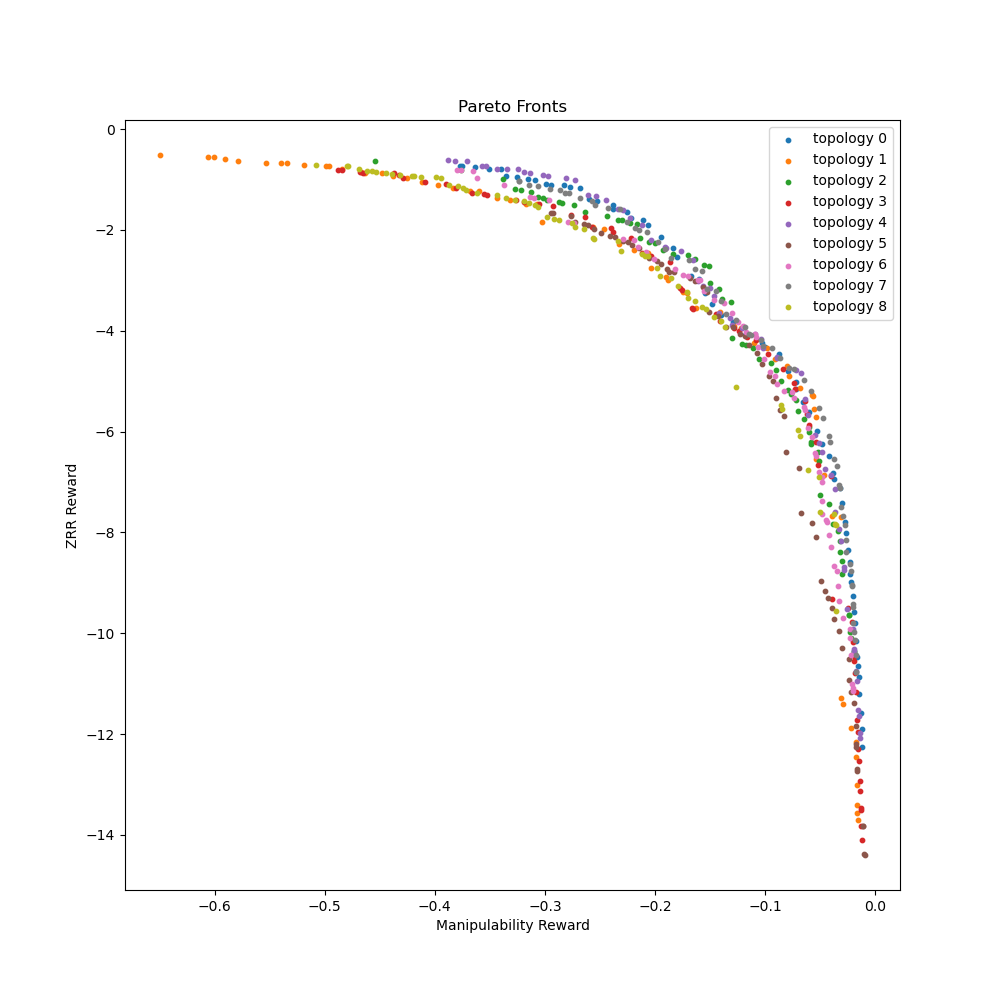 Pareto Fronts
ZRR Reward
0
−2
−4
−6
−8
−10
−12
−14
topology 0
topology 1
topology 2
topology 3
topology 4
topology 5
topology 6
topology 7
topology 8
−0.6
−0.5
−0.4
−0.3
−0.2
−0.1
0.0
Manipulability Reward